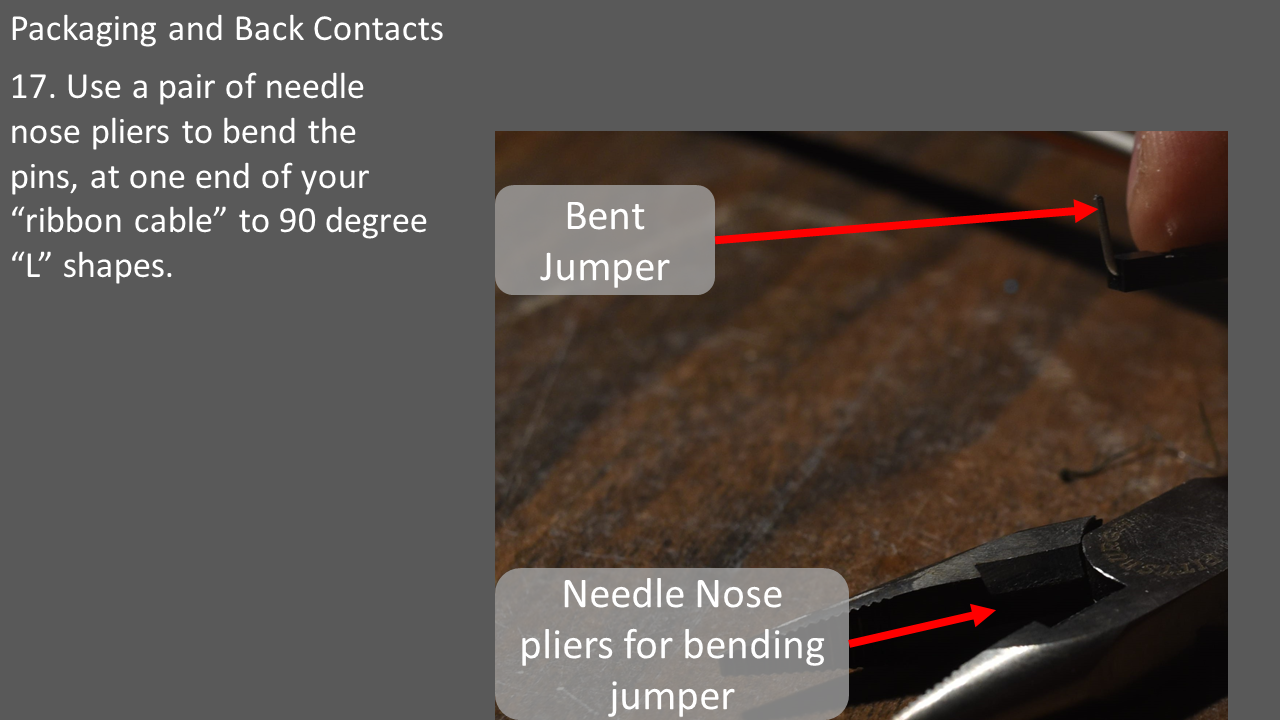 Packaging and Back Contacts
17. Use a pair of needle
nose pliers to bend the
pins, at one end of your
“ribbon cable” to 90 degree
“L” shapes.
Bent
Jumper
Needle Nose
pliers for bending
jumper